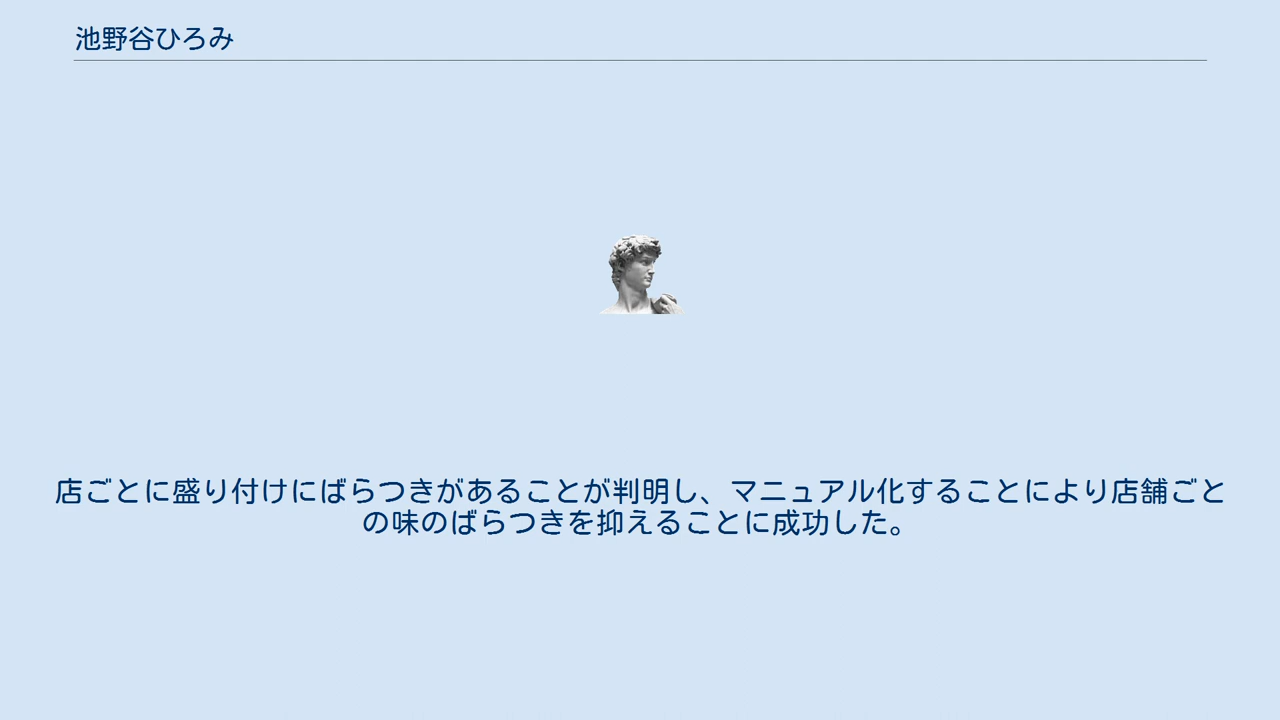 池野谷ひろみ
店ごとに盛り付けにばらつきがあることが判明し、マニュアル化することにより店舗ごと
の味のばらつきを抑えることに成功した。